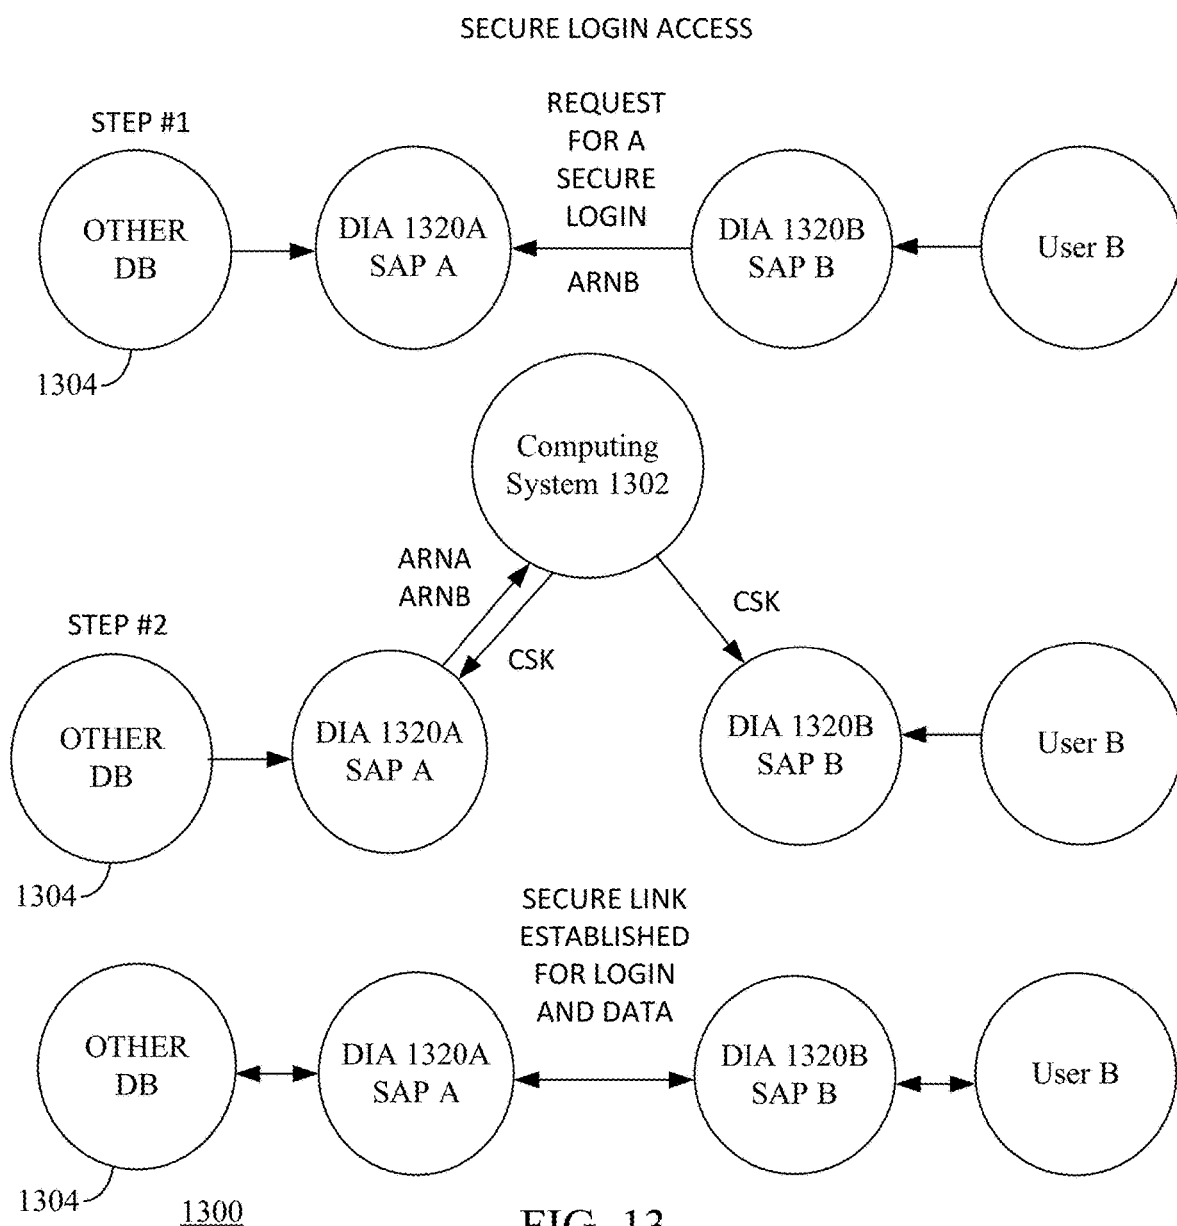 SECURE LOGIN ACCESS
STEP #1
REQUEST
FOR A
SECURE
LOGIN
OTHER
DB
DIA 1320A
SAP A
ARNB
DIA 1320B
SAP B
User B
1304
Computing
System 1302
ARNA
ARNB
CSK
CSK
STEP #2
OTHER
DB
DIA 1320A
SAP A
DIA 1320B
SAP B
User B
1304
SECURE LINK
ESTABLISHED
FOR LOGIN
AND DATA
OTHER
DB
DIA 1320A
SAP A
DIA 1320B
SAP B
User B
1304
1300
FIG. 13